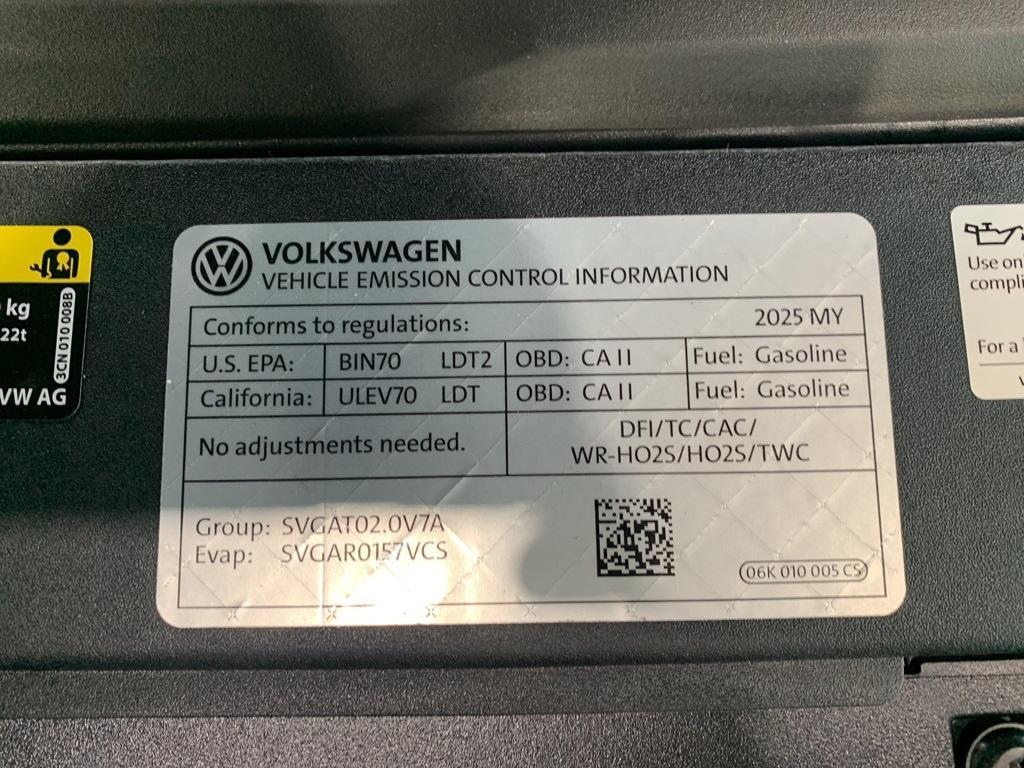 VOLKSWAGEN
VEHICLE EMISSION CONTROL INFORMATION
Conforms to regulations: 2025 MY
U.S. EPA: BIN70 LDT2 OBD: CA II Fuel: Gasoline
California: ULEV70 LDT OBD: CA II Fuel: Gasoline
No adjustments needed.
DFI/TC/CAC/
WR-HO2S/HO2S/TWC
Group: SVGAT02.0V7A
Evap: SVGAR0157VCS
06K 010 005 CS
kg
22t
3CN 010 008B
VW AG
Use on
compli
For a